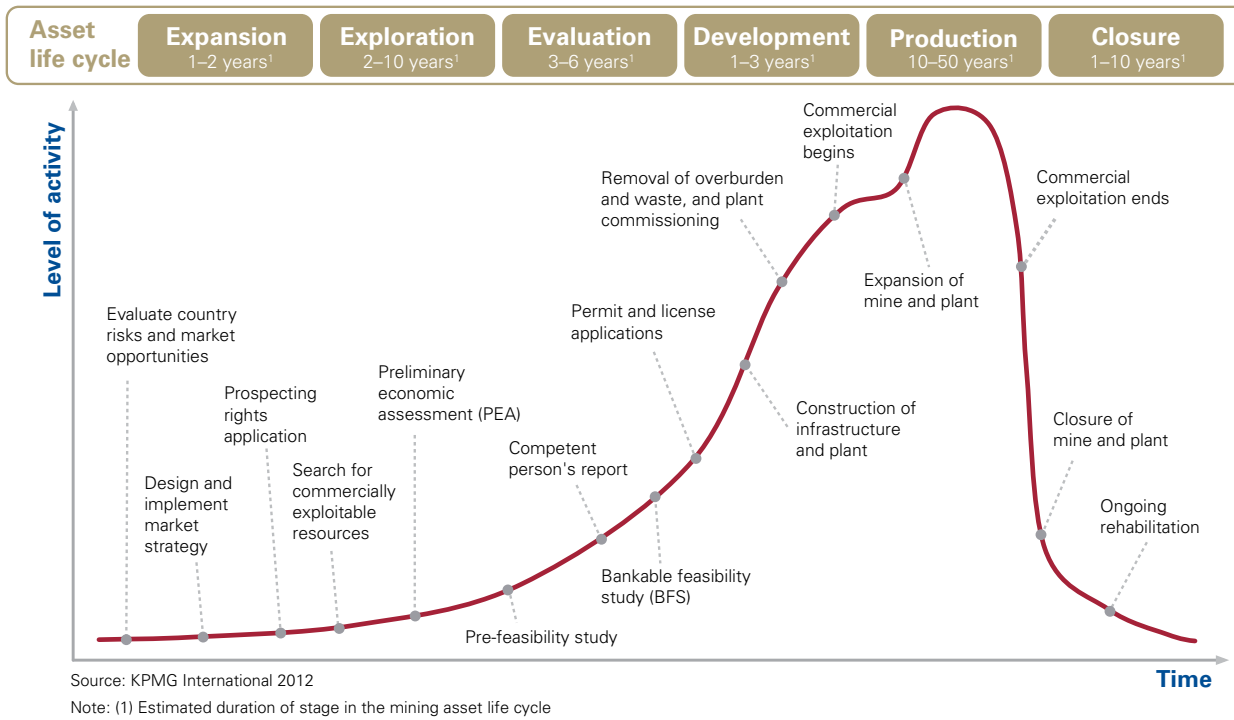 Asset
life cycle
Expansion
1–2 years¹
Exploration
2–10 years¹
Evaluation
3–6 years¹
Development
1–3 years¹
Production
10–50 years¹
Closure
1–10 years¹
Level of activity
Evaluate country
risks and market
opportunities
Design and
implement
market
strategy
Prospecting
rights
application
Search for
commercially
exploitable
resources
Preliminary
economic
assessment (PEA)
Pre-feasibility study
Competent
person's report
Bankable feasibility
study (BFS)
Permit and license
applications
Construction of
infrastructure
and plant
Removal of overburden
and waste, and plant
commissioning
Commercial
exploitation
begins
Expansion of
mine and plant
Commercial
exploitation ends
Closure of
mine and plant
Ongoing
rehabilitation
Time
Source: KPMG International 2012
Note: (1) Estimated duration of stage in the mining asset life cycle